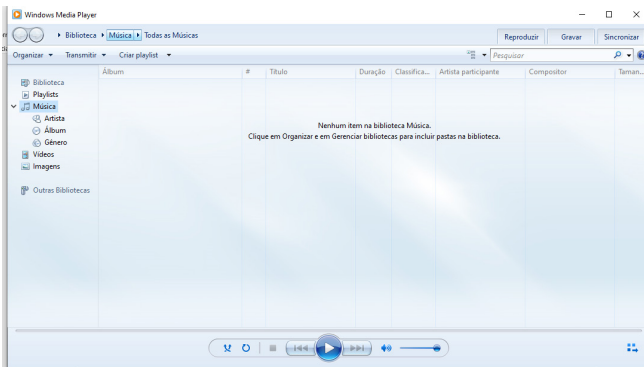 Windows Media Player
Biblioteca Música Todas as Músicas
Reproduzir Gravar Sincronizar
Organizar Transmitir Criar playlist Pesquisar
Álbum # Título Duração Classifica... Artista participante Compositor Taman...
Biblioteca
Playlists
Música
Artista
Álbum
Gênero
Vídeos
Imagens
Outras Bibliotecas
Nenhum item na biblioteca Música.
Clique em Organizar e em Gerenciar bibliotecas para incluir pastas na biblioteca.